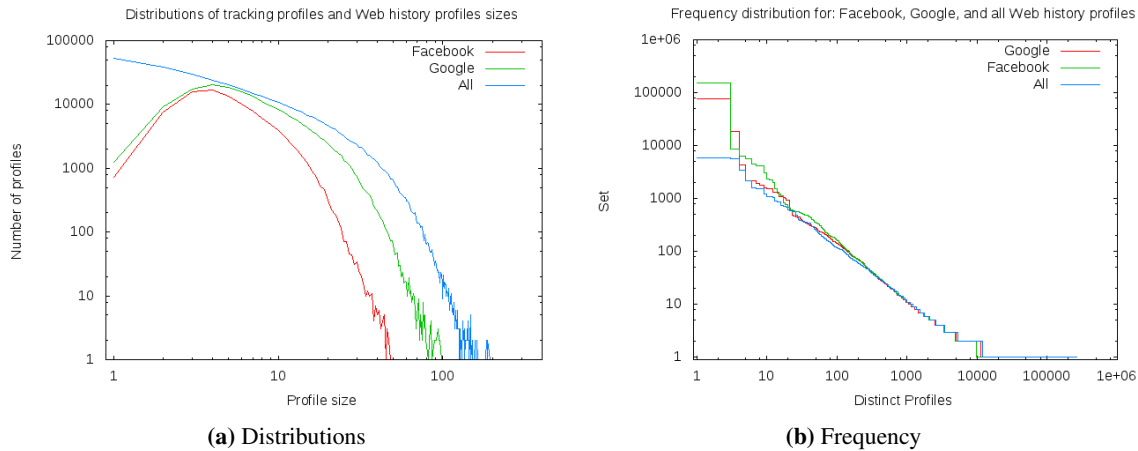 Distributions of tracking profiles and Web history profiles sizes
100000
10000
1000
100
10
1
Number of profiles
Facebook
Google
All
1
10
100
Profile size
(a) Distributions
Frequency distribution for: Facebook, Google, and all Web history profiles
1e+06
100000
10000
1000
100
10
1
Set
Google
Facebook
All
1
10
100
1000
10000
100000
1e+06
Distinct Profiles
(b) Frequency